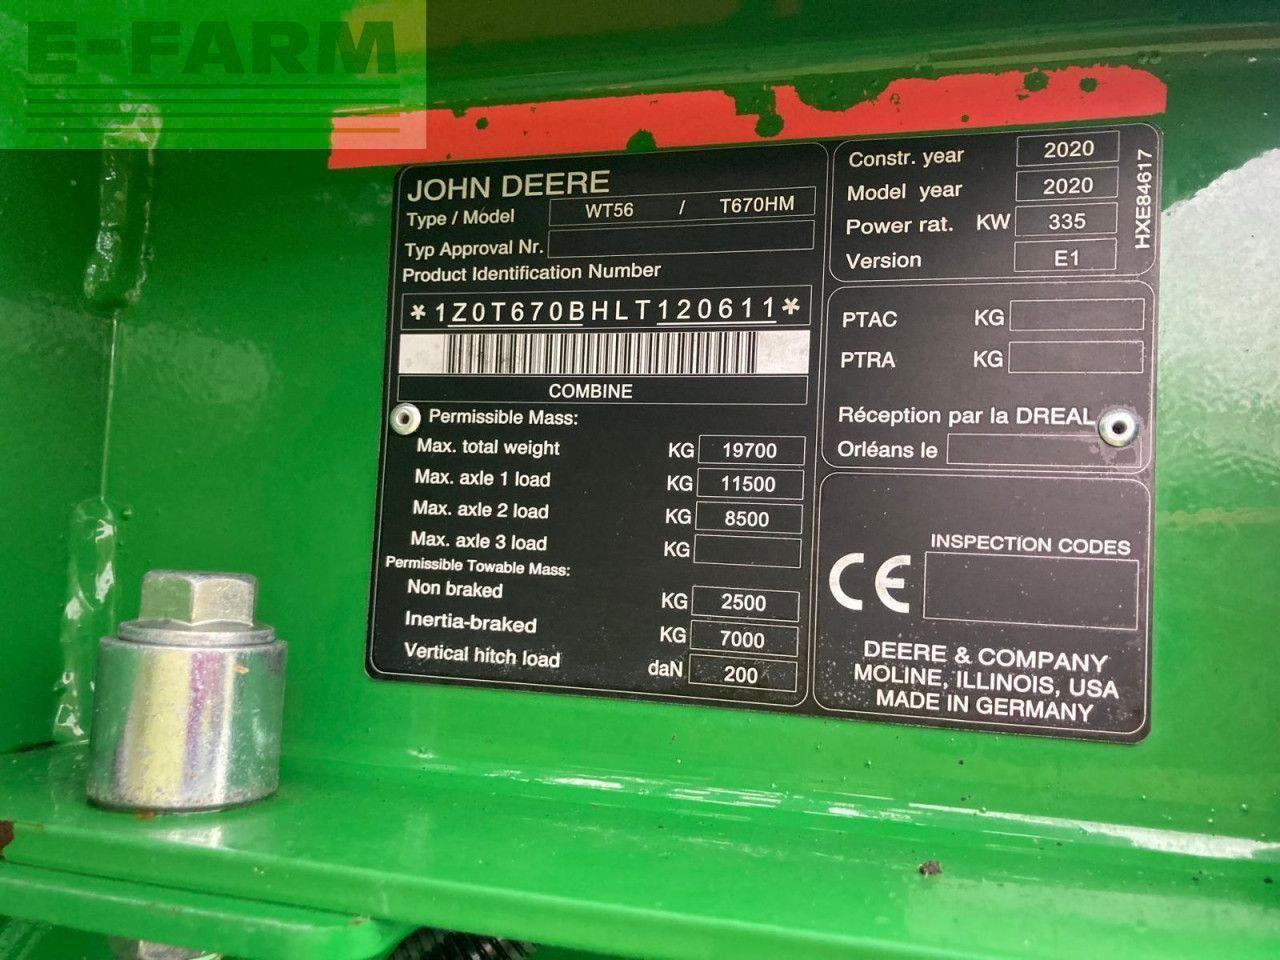 E-FARM
JOHN DEERE
Type / Model WT56 / T670HM
Typ Approval Nr.
Product Identification Number
*1Z0T670BHLT120611*
COMBINE
Permissible Mass:
Max. total weight KG 19700
Max. axle 1 load KG 11500
Max. axle 2 load KG 8500
Max. axle 3 load KG
Permissible Towable Mass:
Non braked KG 2500
Inertia-braked KG 7000
Vertical hitch load daN 200
Constr. year 2020
Model year 2020
Power rat. KW 335
Version E1
HXE84617
PTAC KG
PTRA KG
Réception par la DREAL
Orléans le
CE
INSPECTION CODES
DEERE & COMPANY
MOLINE, ILLINOIS, USA
MADE IN GERMANY